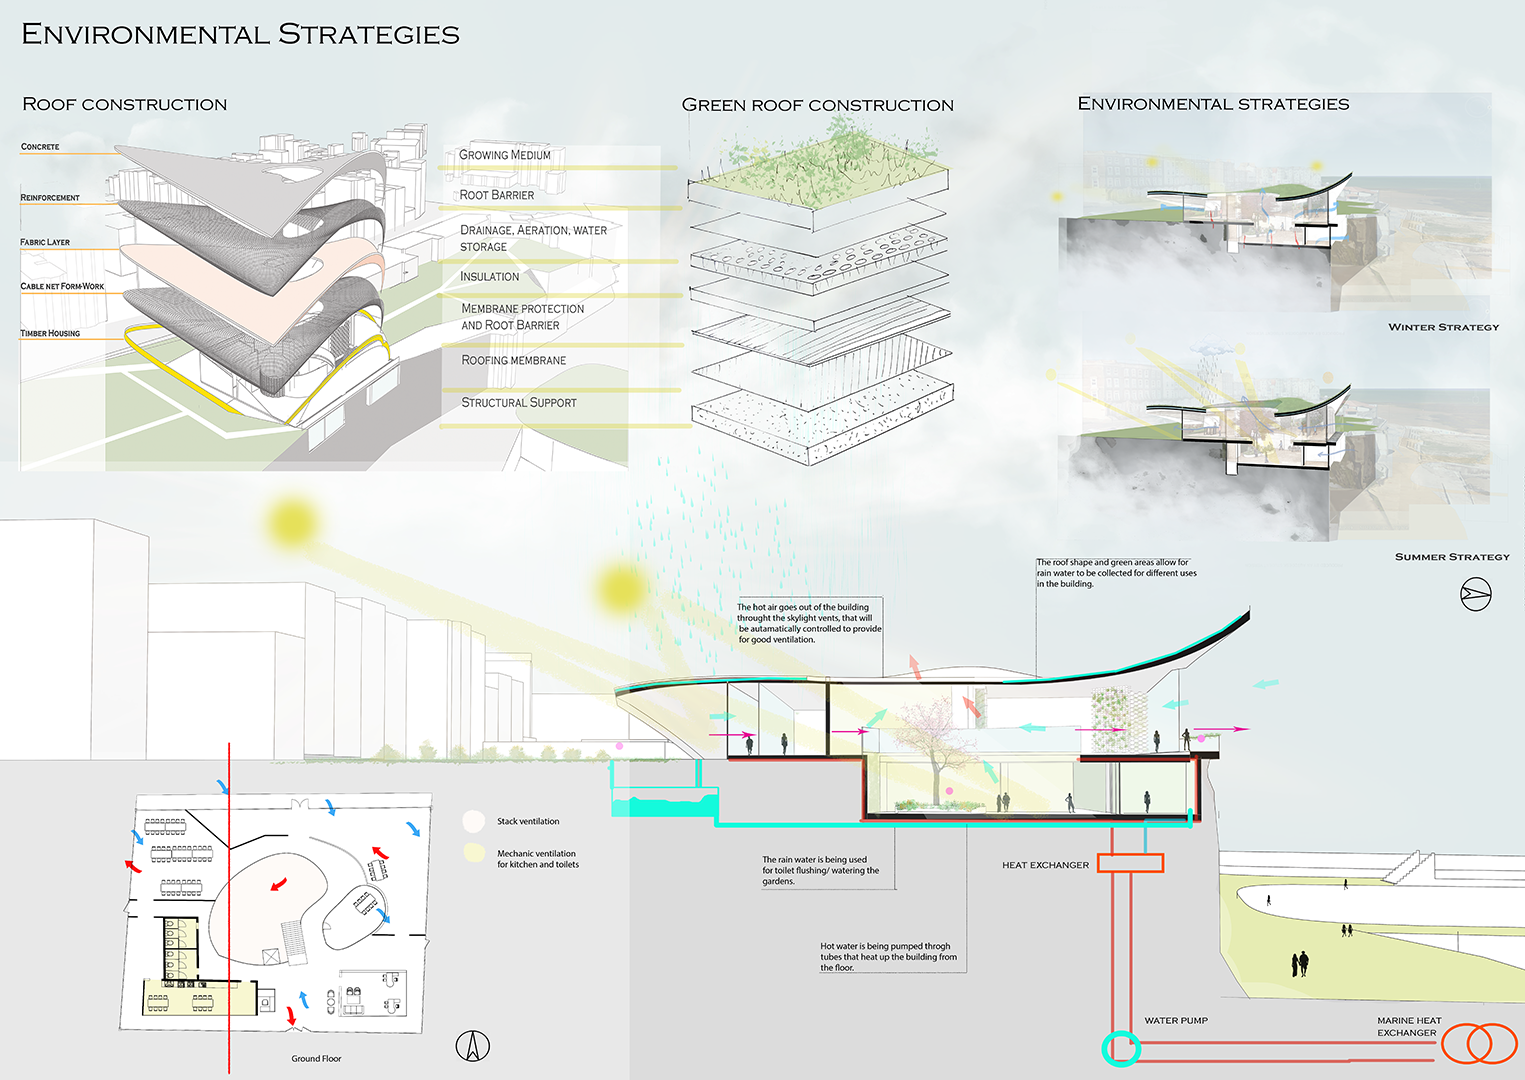 Environmental Strategies
Roof construction
Concrete
Reinforcement
Fabric Layer
Cable net Form-Work
Timber Housing
Growing Medium
Root Barrier
Drainage, Aeration, water
storage
Insulation
Membrane protection
and Root Barrier
Roofing membrane
Structural Support
Green roof construction
Environmental strategies
Winter Strategy
Summer Strategy
The roof shape and green areas allow for
rain water to be collected for different uses
in the building.
The hot air goes out of the building
throught the skylight vents, that will
be autamatically controlled to provide
for good ventilation.
Stack ventilation
Mechanic ventilation
for kitchen and toilets
Ground Floor
The rain water is being used
for toilet flushing/ watering the
gardens.
Hot water is being pumped throgh
tubes that heat up the building from
the floor.
HEAT EXCHANGER
WATER PUMP
MARINE HEAT
EXCHANGER